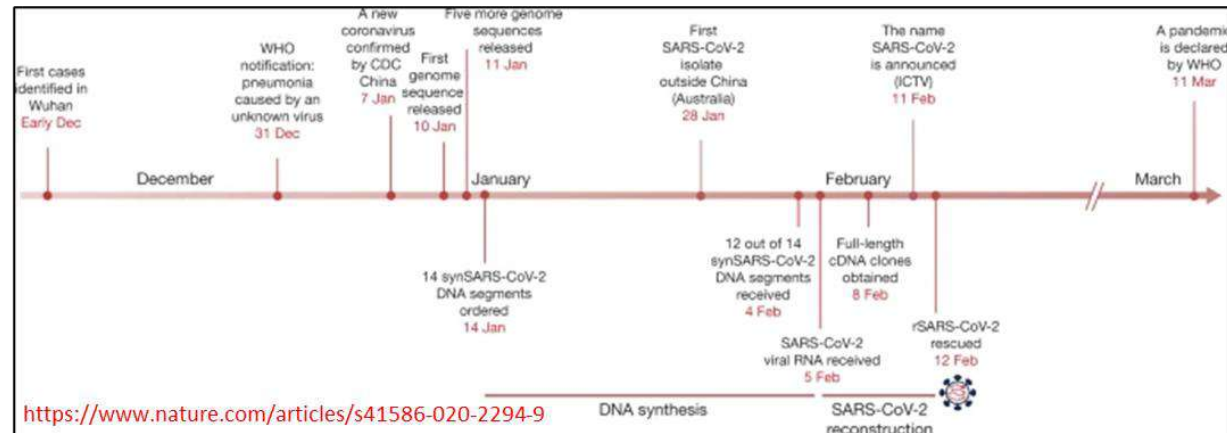 First cases
identified in
Wuhan
Early Dec
WHO
notification:
pneumonia
caused by an
unknown virus
31 Dec
A new
coronavirus
confirmed
by CDC
China
7 Jan
First
genome
sequence
released
10 Jan
Five more genome
sequences
released
11 Jan
First
SARS-CoV-2
isolate
outside China
(Australia)
28 Jan
The name
SARS-CoV-2
is announced
(ICTV)
11 Feb
A pandemic
is declared
by WHO
11 Mar
December
January
February
March
14 synSARS-CoV-2
DNA segments
ordered
14 Jan
12 out of 14
synSARS-CoV-2
DNA segments
received
4 Feb
SARS-CoV-2
viral RNA received
5 Feb
Full-length
cDNA clones
obtained
8 Feb
rSARS-CoV-2
rescued
12 Feb
https://www.nature.com/articles/s41586-020-2294-9
DNA synthesis
SARS-CoV-2
reconstruction